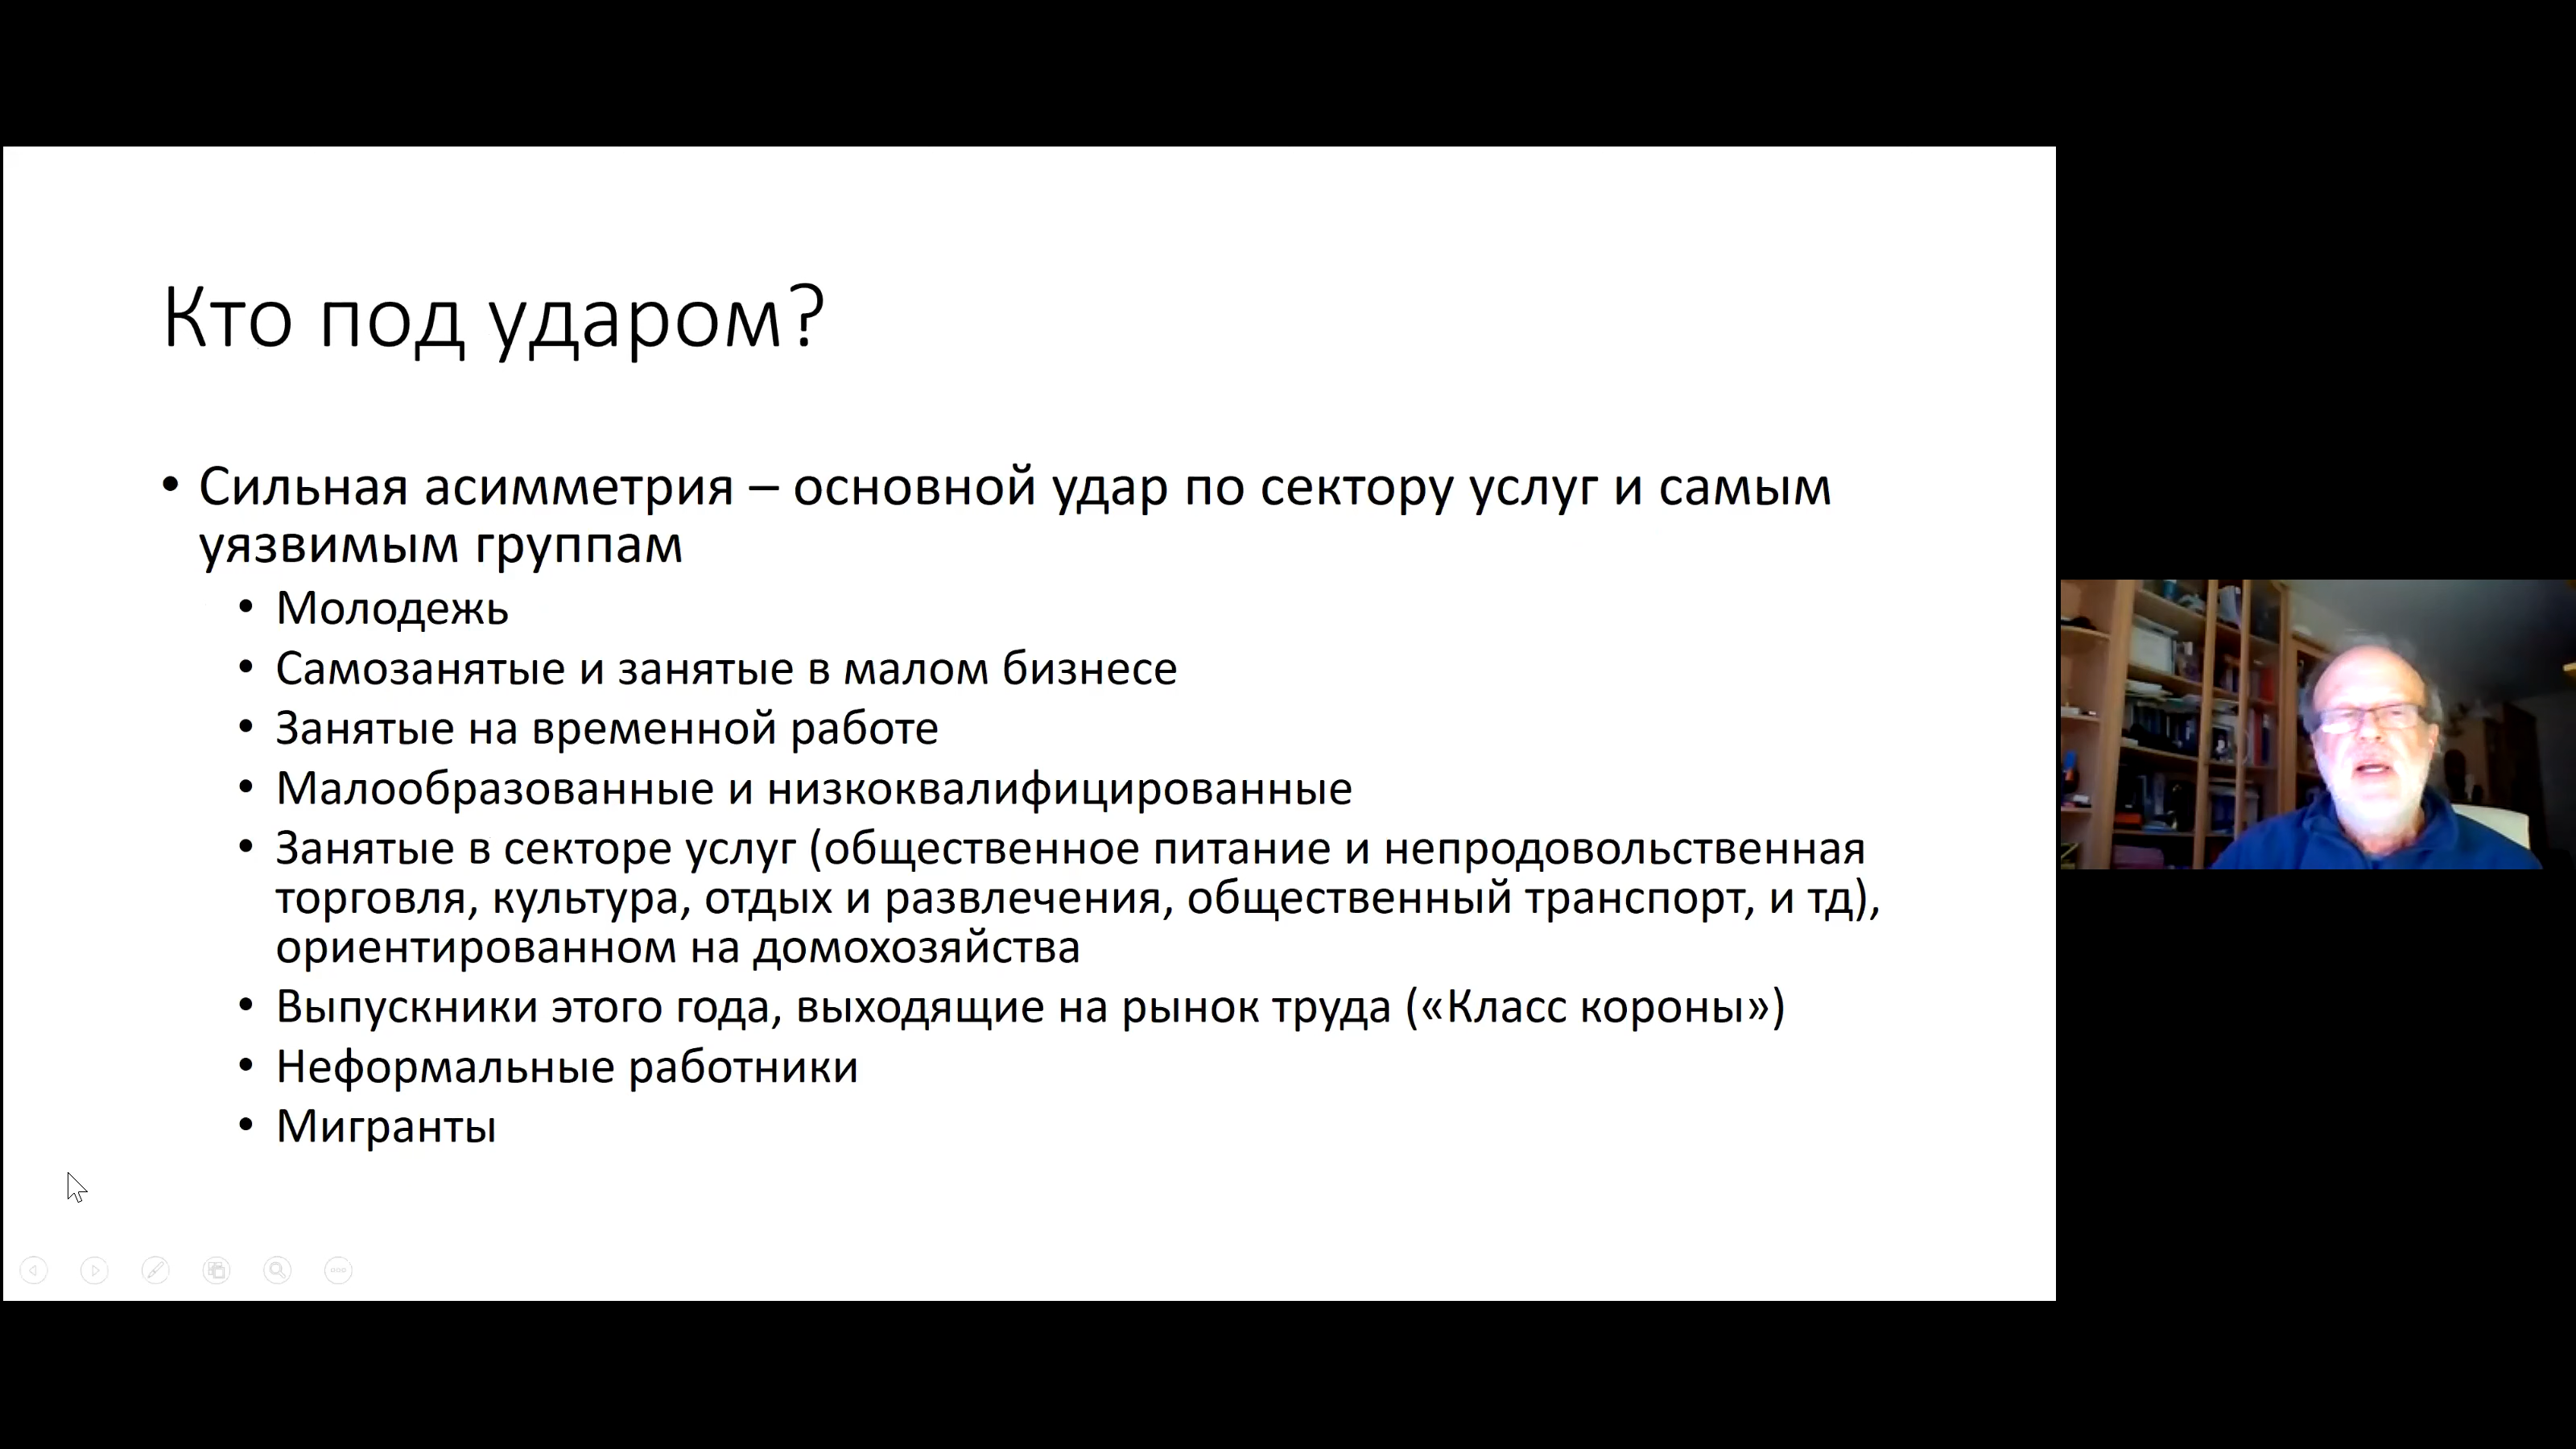 Кто под ударом?
• Сильная асимметрия – основной удар по сектору услуг и самым
уязвимым группам
• Молодежь
• Самозанятые и занятые в малом бизнесе
• Занятые на временной работе
• Малообразованные и низкоквалифицированные
• Занятые в секторе услуг (общественное питание и непродовольственная
торговля, культура, отдых и развлечения, общественный транспорт, и тд),
ориентированном на домохозяйства
• Выпускники этого года, выходящие на рынок труда («Класс короны»)
• Неформальные работники
• Мигранты